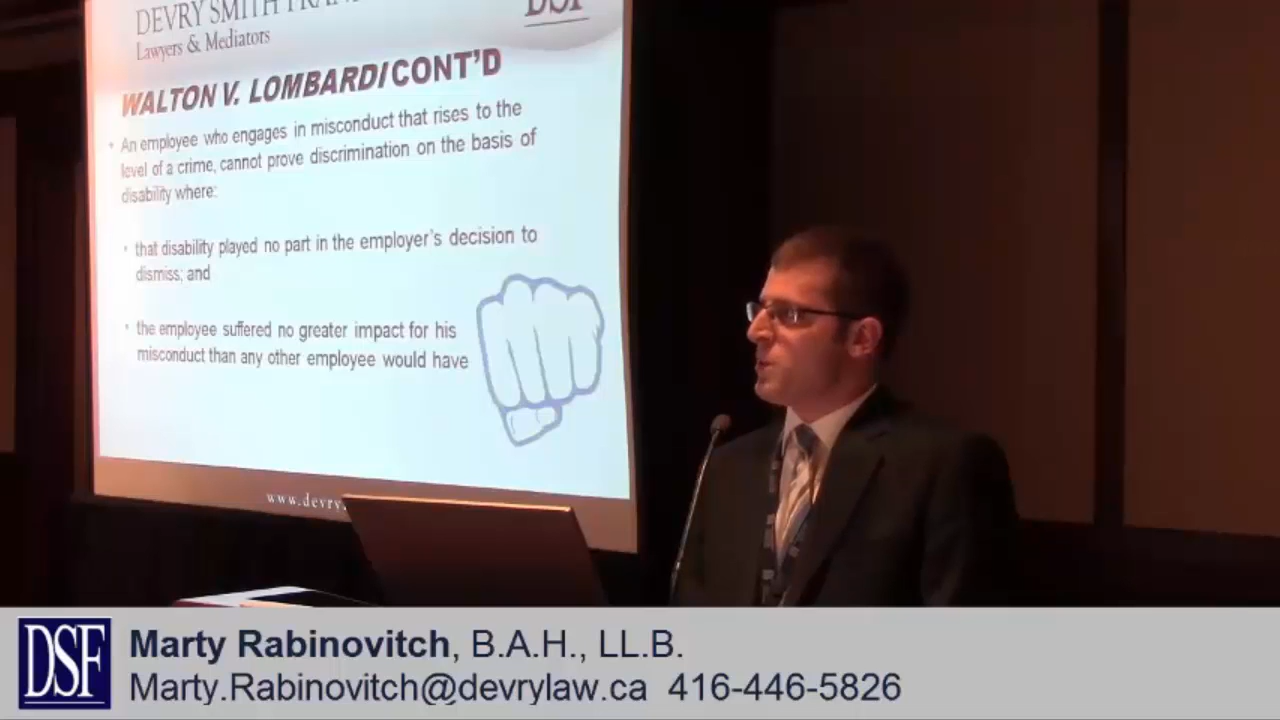 DEVRY SMITH
Lawyers & Mediators
DSF
WALTON V. LOMBARDI CONT'D
• An employee who engages in misconduct that rises to the
level of a crime, cannot prove discrimination on the basis of
disability where:
• that disability played no part in the employer's decision to
dismiss; and
• the employee suffered no greater impact for his
misconduct than any other employee would have
www.devry
DSF
Marty Rabinovitch, B.A.H., LL.B.
Marty.Rabinovitch@devrylaw.ca 416-446-5826